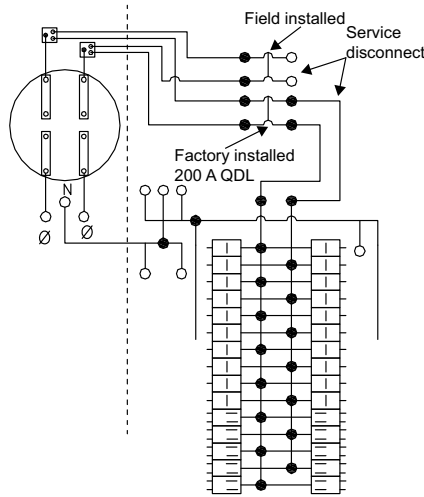 Field installed
Service
disconnect
Factory installed
200 A QDL
N
Ø
Ø